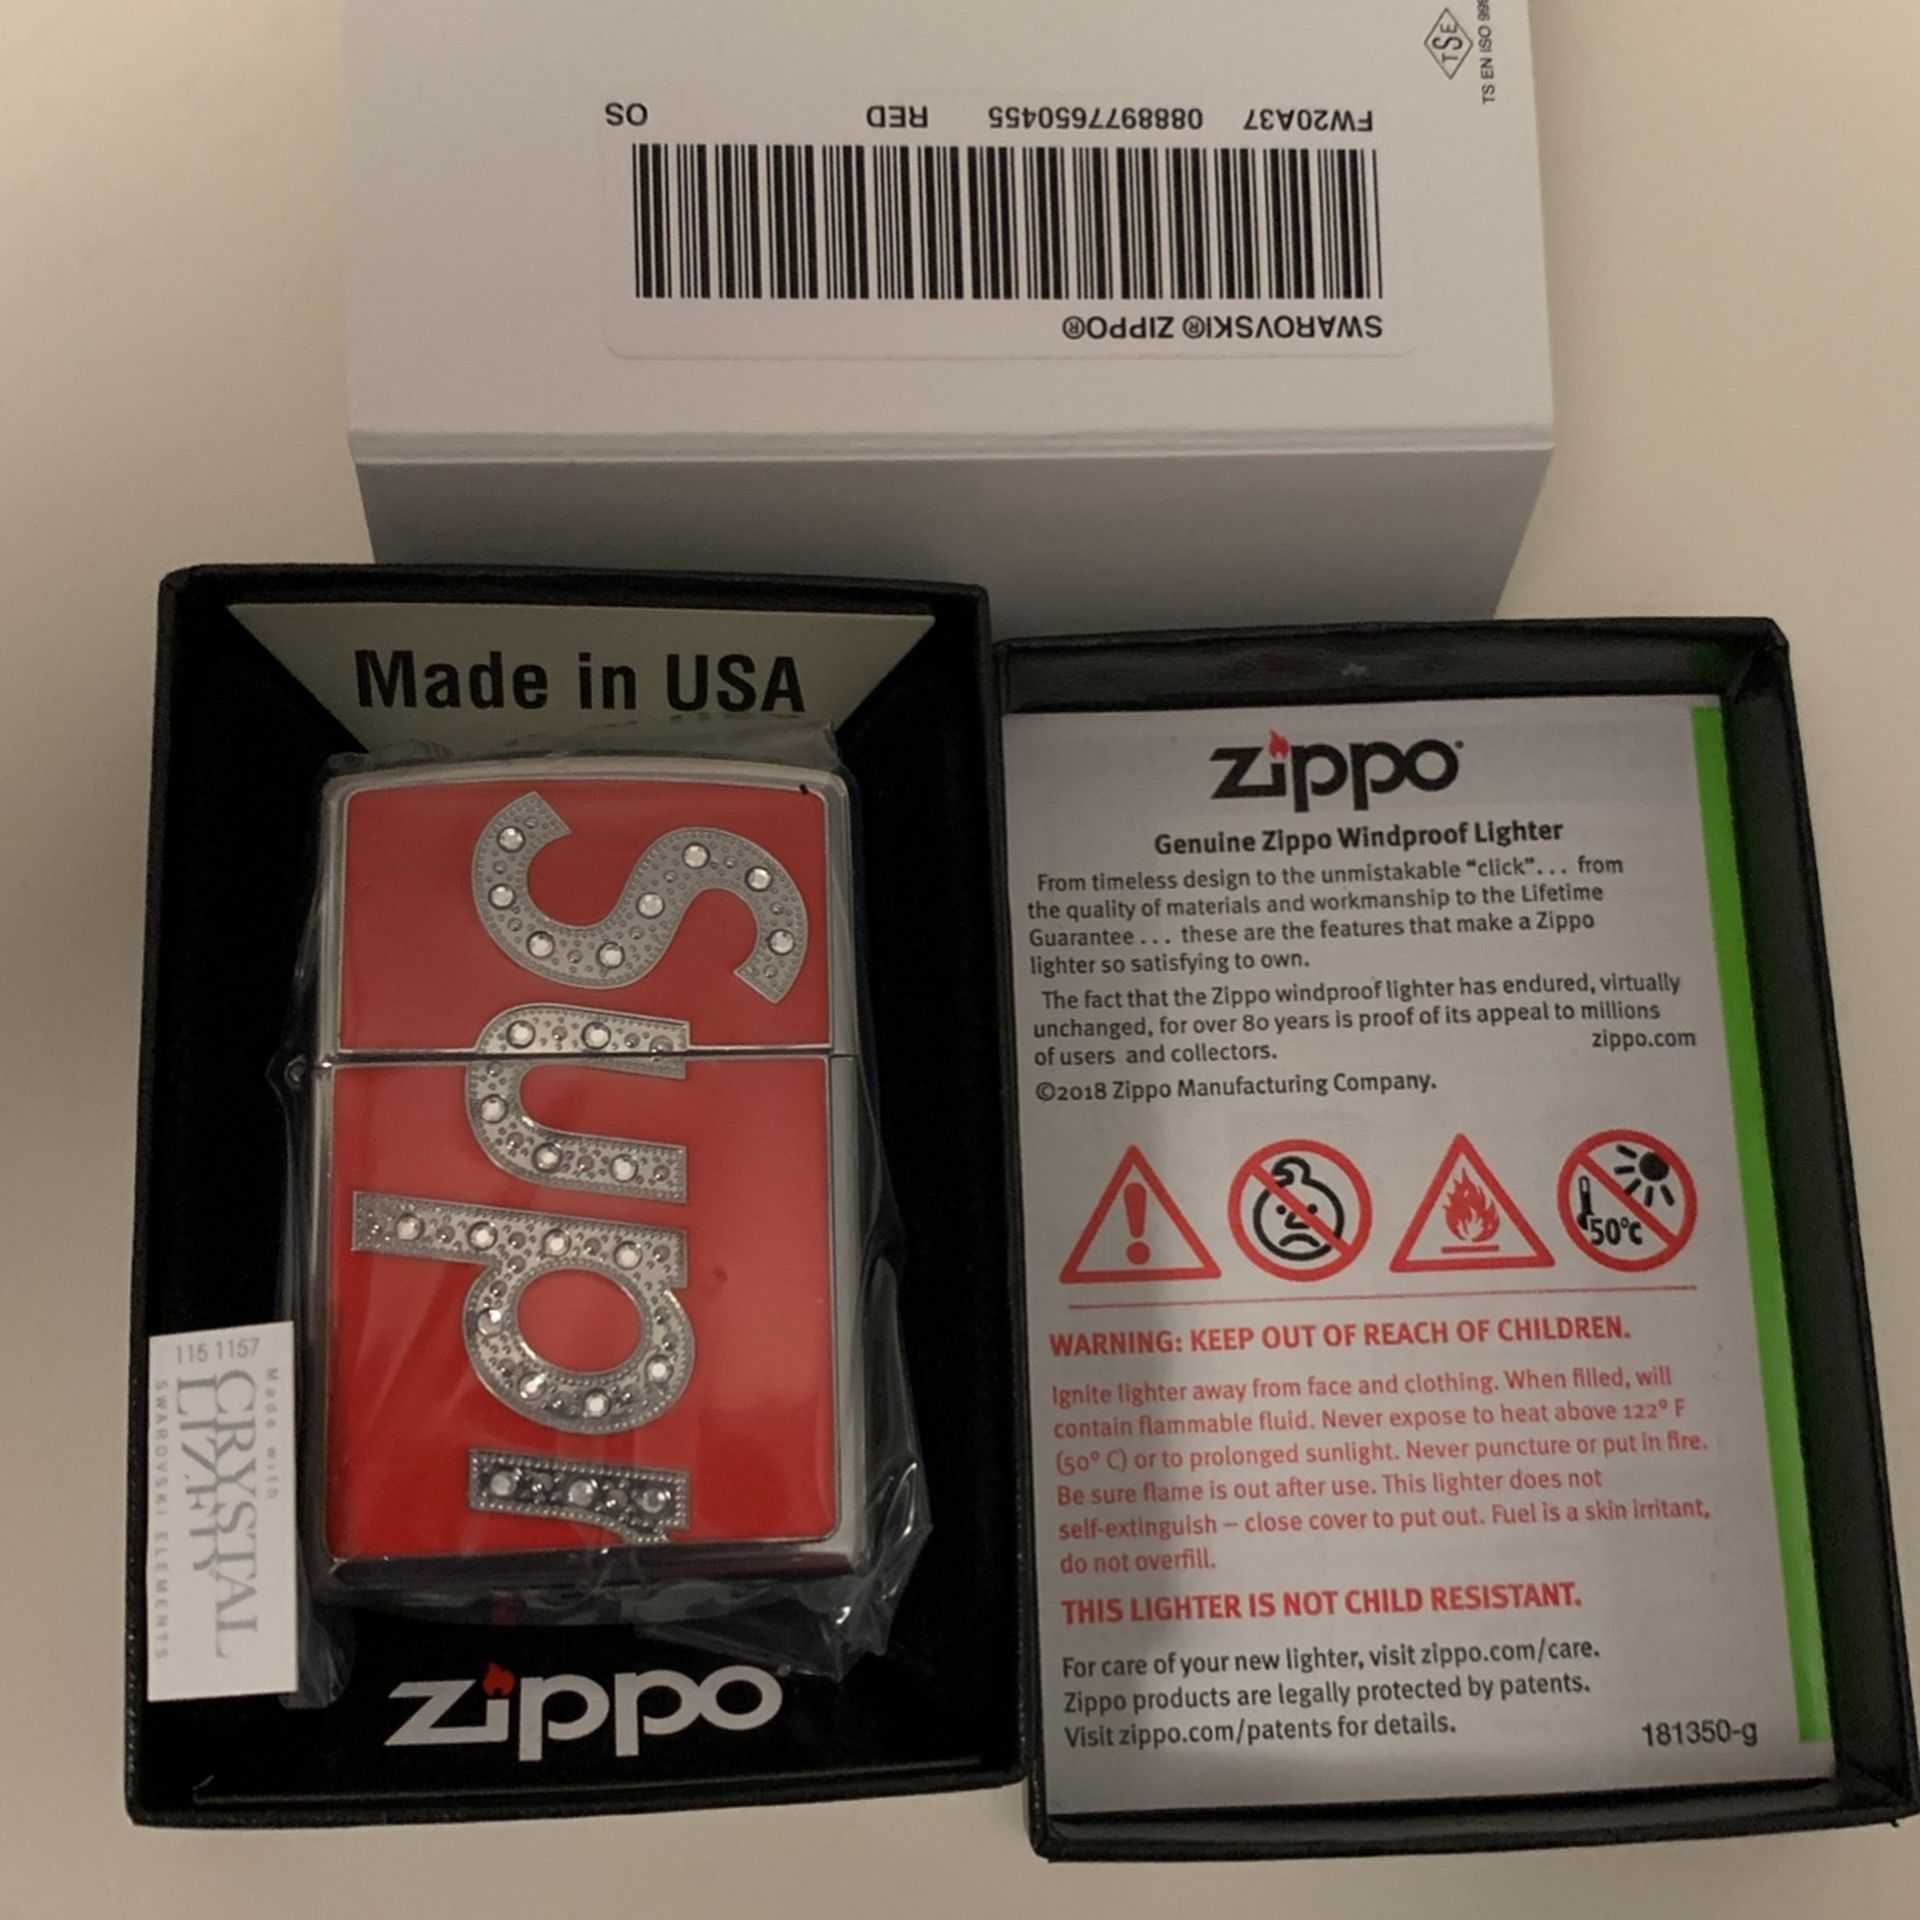 TSE
TS EN ISO
FW20A37 088897765​0455 RED OS
SWAROVSKI® ZIPPO®
Made in USA
Sup
zippo
115 1157
Made with
CRYSTALLIZED
SWAROVSKI ELEMENTS
zippo
Genuine Zippo Windproof Lighter
From timeless design to the unmistakable “click”... from
the quality of materials and workmanship to the Lifetime
Guarantee... these are the features that make a Zippo
lighter so satisfying to own.
The fact that the Zippo windproof lighter has endured, virtually
unchanged, for over 80 years is proof of its appeal to millions
of users and collectors.
zippo.com
©2018 Zippo Manufacturing Company.
50°C
WARNING: KEEP OUT OF REACH OF CHILDREN.
Ignite lighter away from face and clothing. When filled, will
contain flammable fluid. Never expose to heat above 122° F
(50° C) or to prolonged sunlight. Never puncture or put in fire.
Be sure flame is out after use. This lighter does not
self-extinguish – close cover to put out. Fuel is a skin irritant,
do not overfill.
THIS LIGHTER IS NOT CHILD RESISTANT.
For care of your new lighter, visit zippo.com/care.
Zippo products are legally protected by patents.
Visit zippo.com/patents for details.
181350-g